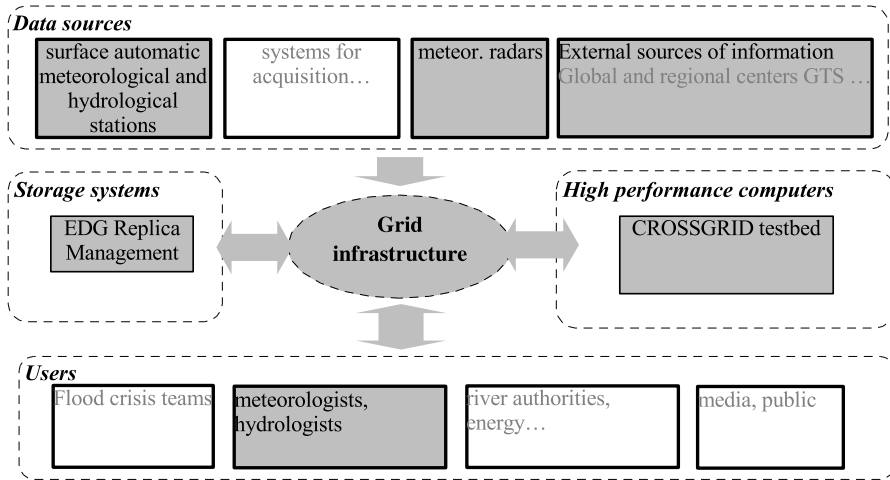 Data sources
surface automatic
meteorological and
hydrological
stations
systems for
acquisition…
meteor. radars
External sources of information
Global and regional centers GTS …
Storage systems
EDG Replica
Management
Grid
infrastructure
High performance computers
CROSSGRID testbed
Users
Flood crisis teams
meteorologists,
hydrologists
river authorities,
energy…
media, public